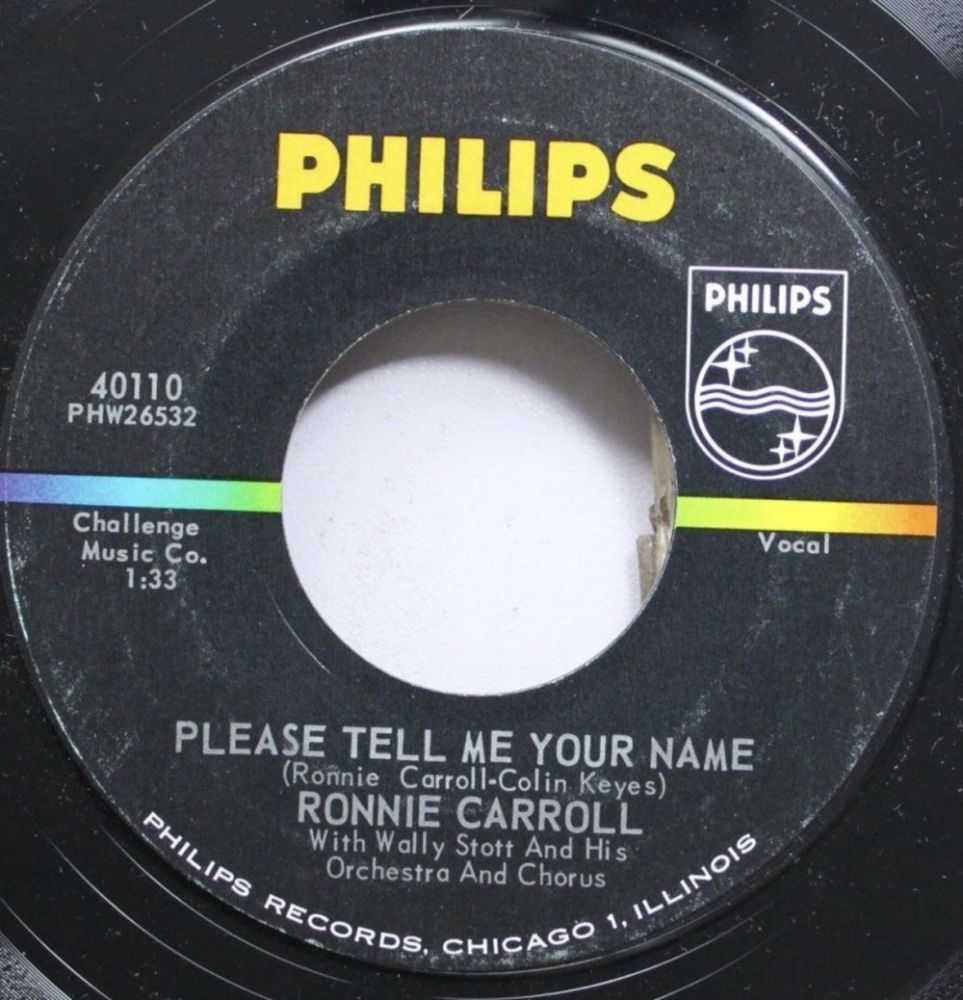 PHILIPS
PHILIPS
40110
PHW26532
Challenge
Music Co.
1:33
Vocal
PLEASE TELL ME YOUR NAME
(Ronnie Carroll-Colin Keyes)
RONNIE CARROLL
With Wally Stott And His
Orchestra And Chorus
PHILIPS RECORDS, CHICAGO 1, ILLINOIS